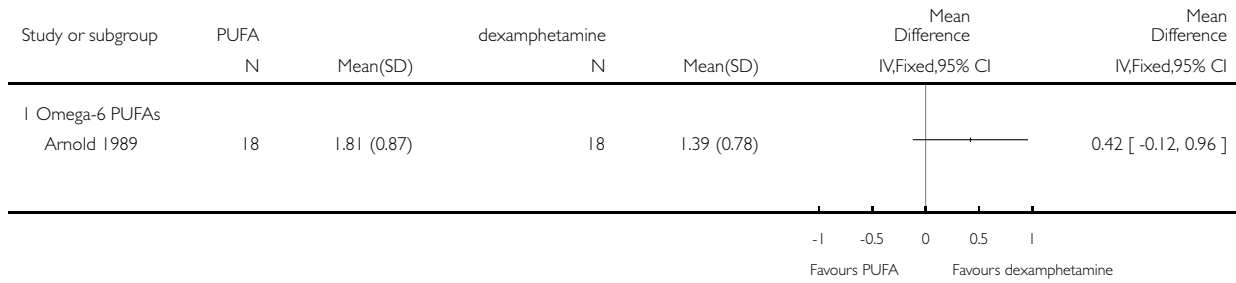 Study or subgroup PUFA dexamphetamine Mean Difference Mean Difference
N Mean(SD) N Mean(SD) IV,Fixed,95% CI IV,Fixed,95% CI
1 Omega-6 PUFAs
Arnold 1989 18 1.81 (0.87) 18 1.39 (0.78) 0.42 [ -0.12, 0.96 ]
-1 -0.5 0 0.5 1
Favours PUFA Favours dexamphetamine